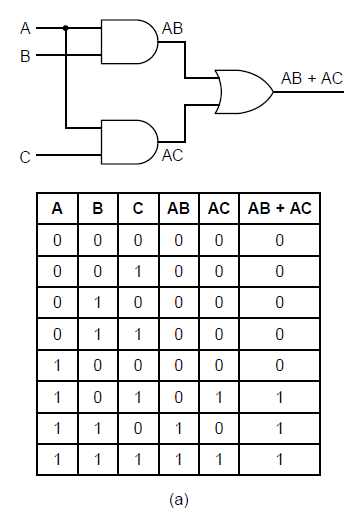 A AB
B
AB + AC
C AC
A B C AB AC AB + AC
0 0 0 0 0 0
0 0 1 0 0 0
0 1 0 0 0 0
0 1 1 0 0 0
1 0 0 0 0 0
1 0 1 0 1 1
1 1 0 1 0 1
1 1 1 1 1 1
(a)